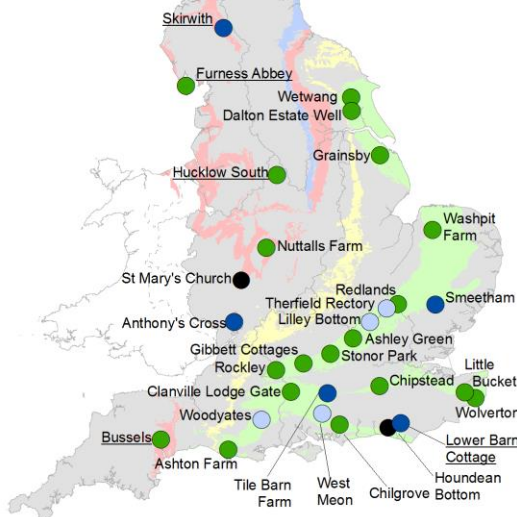 Skirwith
Furness Abbey
Wetwang
Dalton Estate Well
Grainsby
Hucklow South
Washpit
Farm
Nuttalls Farm
St Mary's Church
Redlands
Therfield Rectory
Smeetham
Anthony's Cross
Lilley Bottom
Ashley Green
Gibbett Cottages
Stonor Park
Rockley
Little
Bucket
Chipstead
Clanville Lodge Gate
Wolverton
Woodyates
Bussels
Lower Barn
Cottage
Ashton Farm
Tile Barn
Farm
West
Meon
Chilgrove
Houndean
Bottom